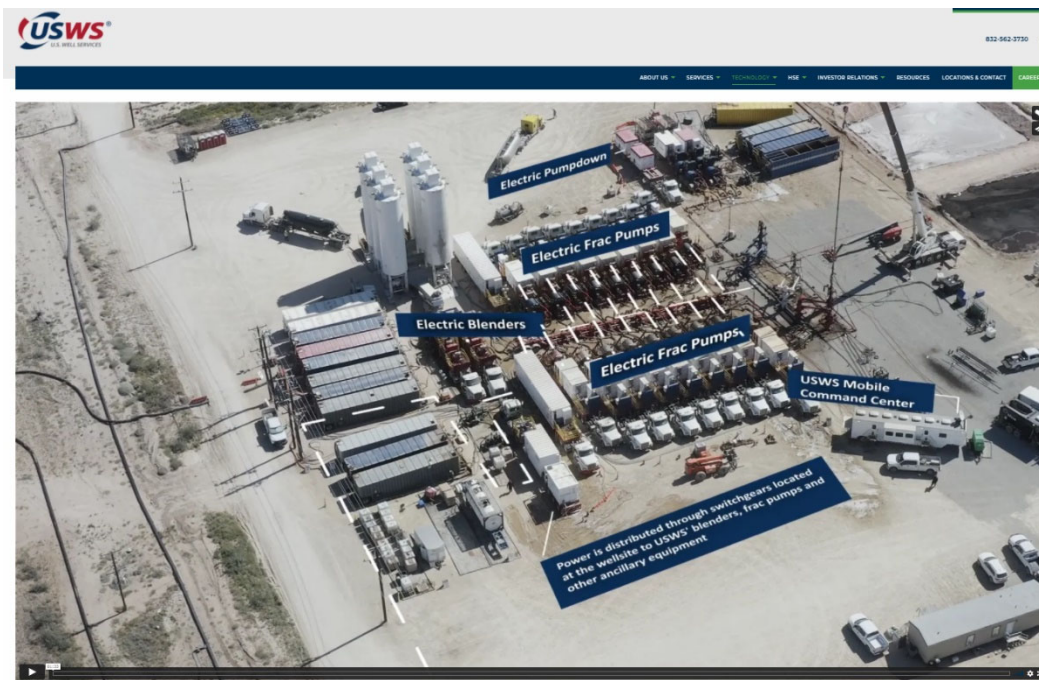 USWS®
U.S. WELL SERVICES
832-562-3730
ABOUT US
SERVICES
TECHNOLOGY
HSE
INVESTOR RELATIONS
RESOURCES
LOCATIONS & CONTACT
CAREER
Electric Pumpdown
Electric Frac Pumps
Electric Blenders
Electric Frac Pumps
USWS Mobile
Command Center
Power is distributed through switchgears located
at the wellsite to USWS' blenders, frac pumps and
other ancillary equipment